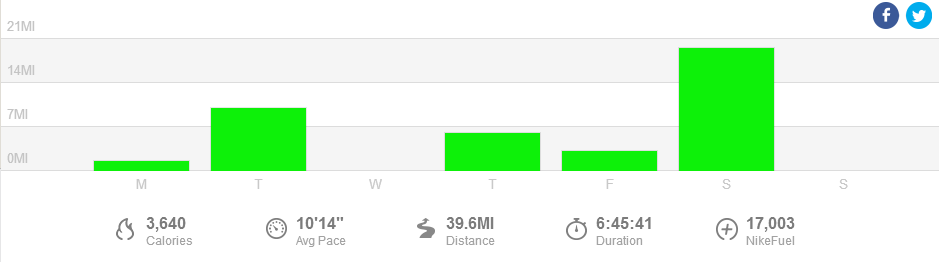 21MI
14MI
7MI
0MI
M T W T F S S
3,640 10'14" 39.6MI 6:45:41 17,003
Calories Avg Pace Distance Duration NikeFuel